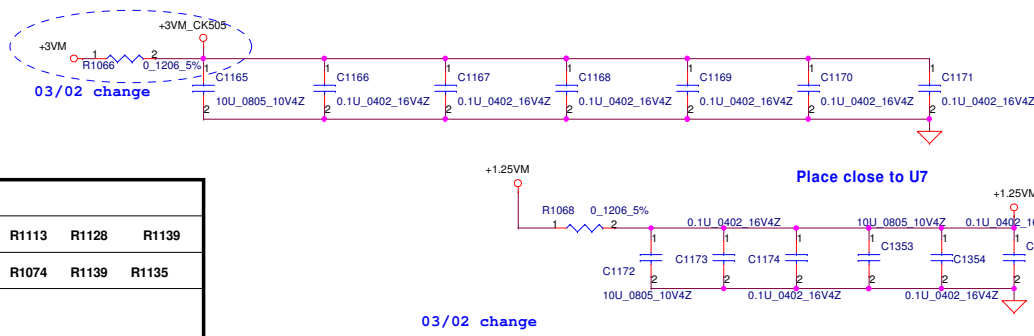 +3VM_CK505
+3VM
1 2
R1066 0_1206_5%
03/02 change
1
C1165
2
10U_0805_10V4Z
1
C1166
2
0.1U_0402_16V4Z
1
C1167
2
0.1U_0402_16V4Z
1
C1168
2
0.1U_0402_16V4Z
1
C1169
2
0.1U_0402_16V4Z
1
C1170
2
0.1U_0402_16V4Z
1
C1171
2
0.1U_0402_16V4Z
+1.25VM
Place close to U7
R1068 0_1206_5%
1 2
0.1U_0402_16V4Z
10U_0805_10V4Z
1
C1172
2
10U_0805_10V4Z
1
C1173
2
1
C1174
2
0.1U_0402_16V4Z
1
C1353
2
1
C1354
2
0.1U_0402_16V4Z
1
2
03/02 change
R1113 R1128 R1139
R1074 R1139 R1135